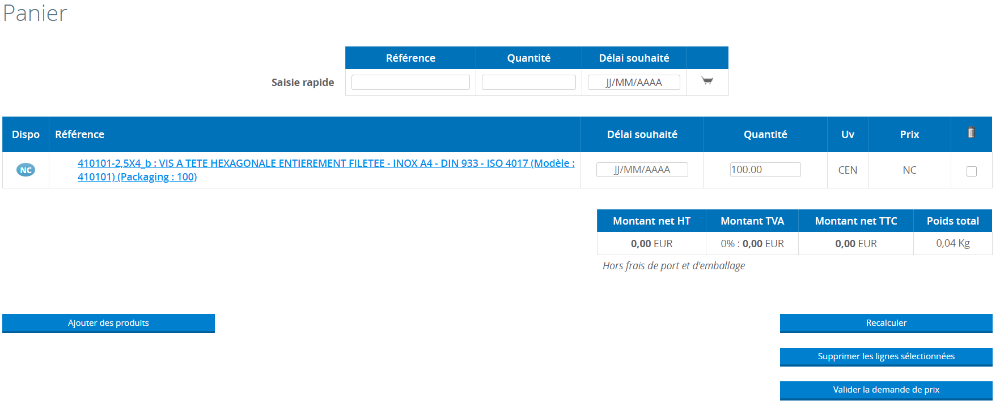 Panier
Référence Quantité Délai souhaité
Saisie rapide JJ/MM/AAAA
Dispo Référence Délai souhaité Quantité Uv Prix
NC 410101-2,5X4_b : VIS A TETE HEXAGONALE ENTIEREMENT FILETEE - INOX A4 - DIN 933 - ISO 4017 (Modèle :
410101) (Packaging : 100) JJ/MM/AAAA 100.00 CEN NC
Montant net HT Montant TVA Montant net TTC Poids total
0,00 EUR 0% : 0,00 EUR 0,00 EUR 0,04 Kg
Hors frais de port et d'emballage
Ajouter des produits Recalculer
Supprimer les lignes sélectionnées
Valider la demande de prix